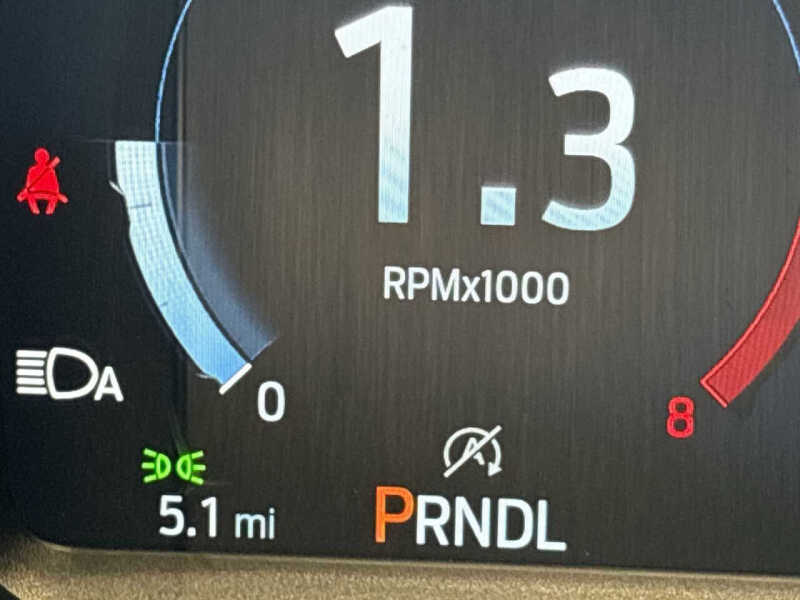 1.3
RPMx1000
A
0
8
A
5.1 mi
PRNDL